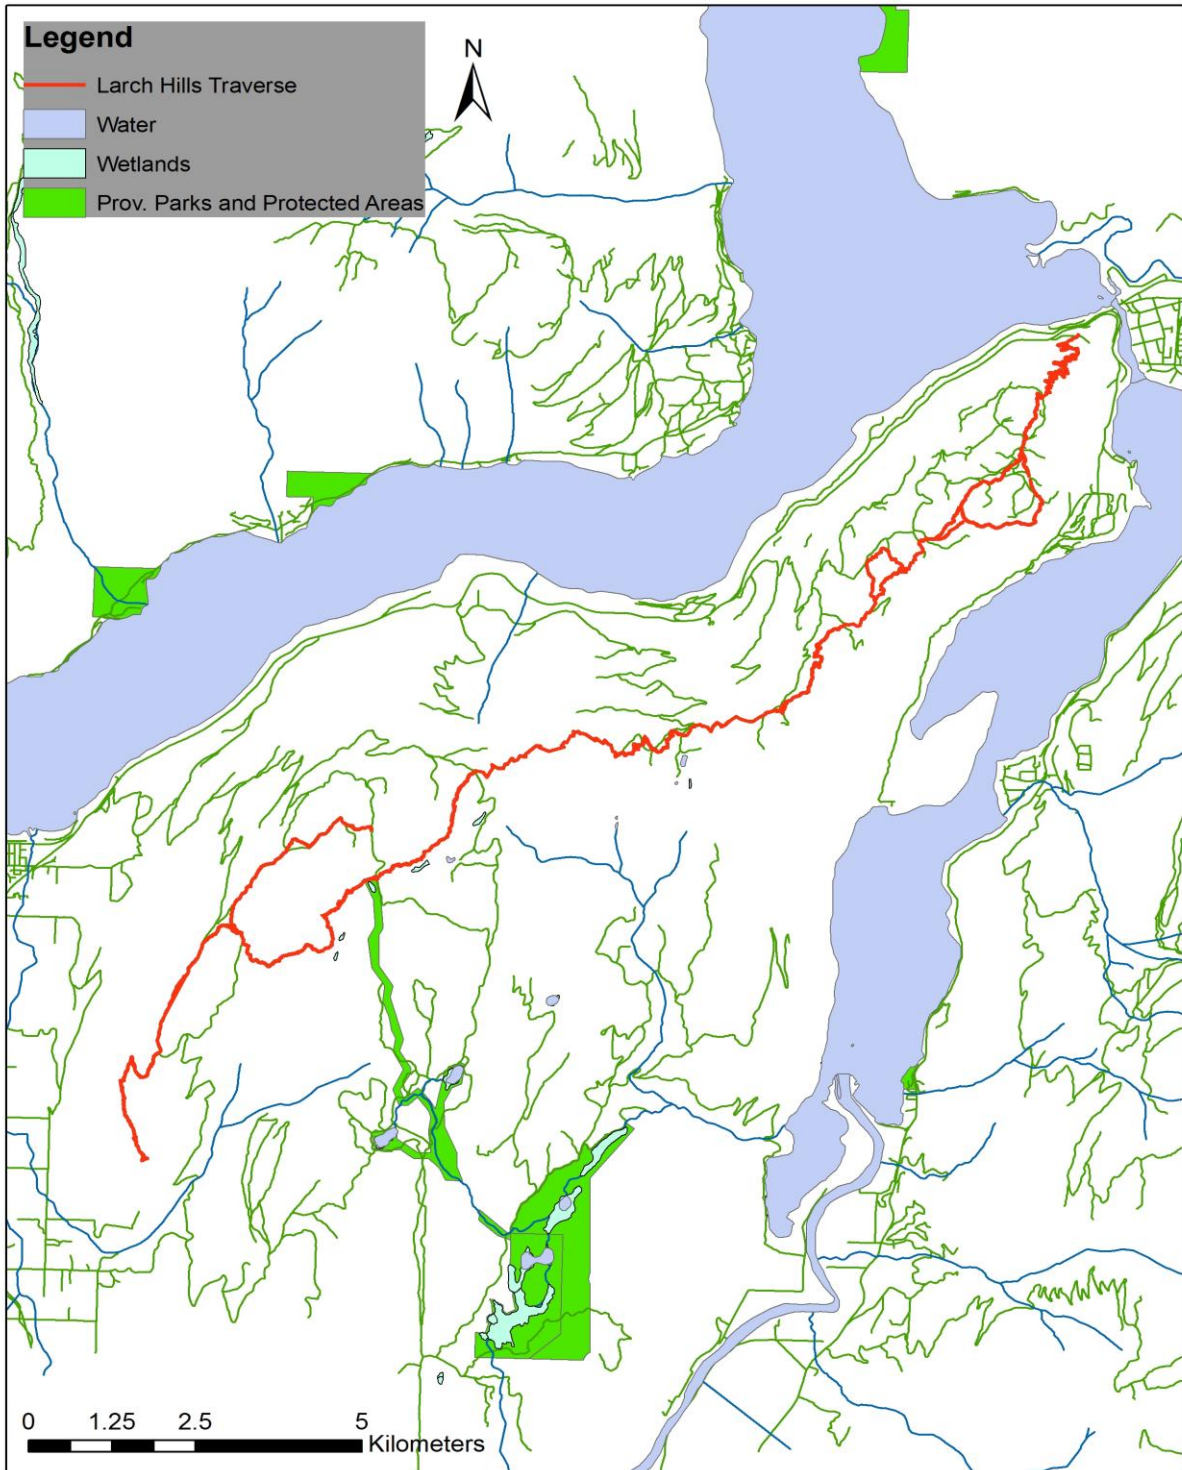 Legend
Larch Hills Traverse
Water
Wetlands
Prov. Parks and Protected Areas
N
0 1.25 2.5 5
Kilometers